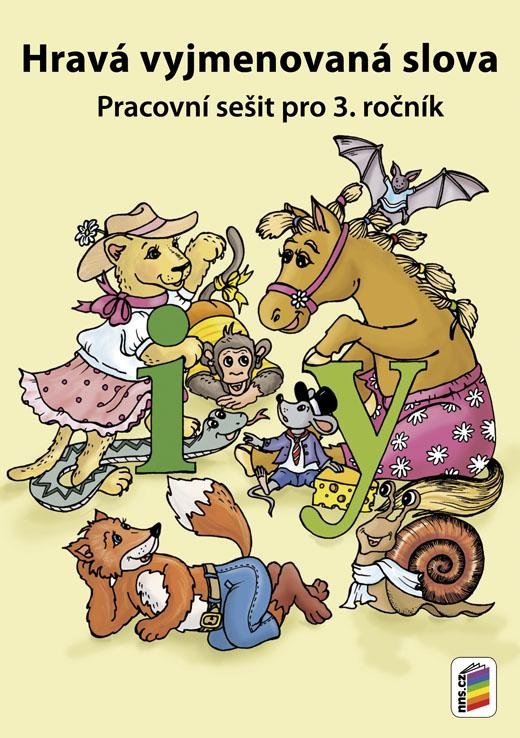 Hravá vyjmenovaná slova
Pracovní sešit pro 3. ročník
i
y
nns.cz